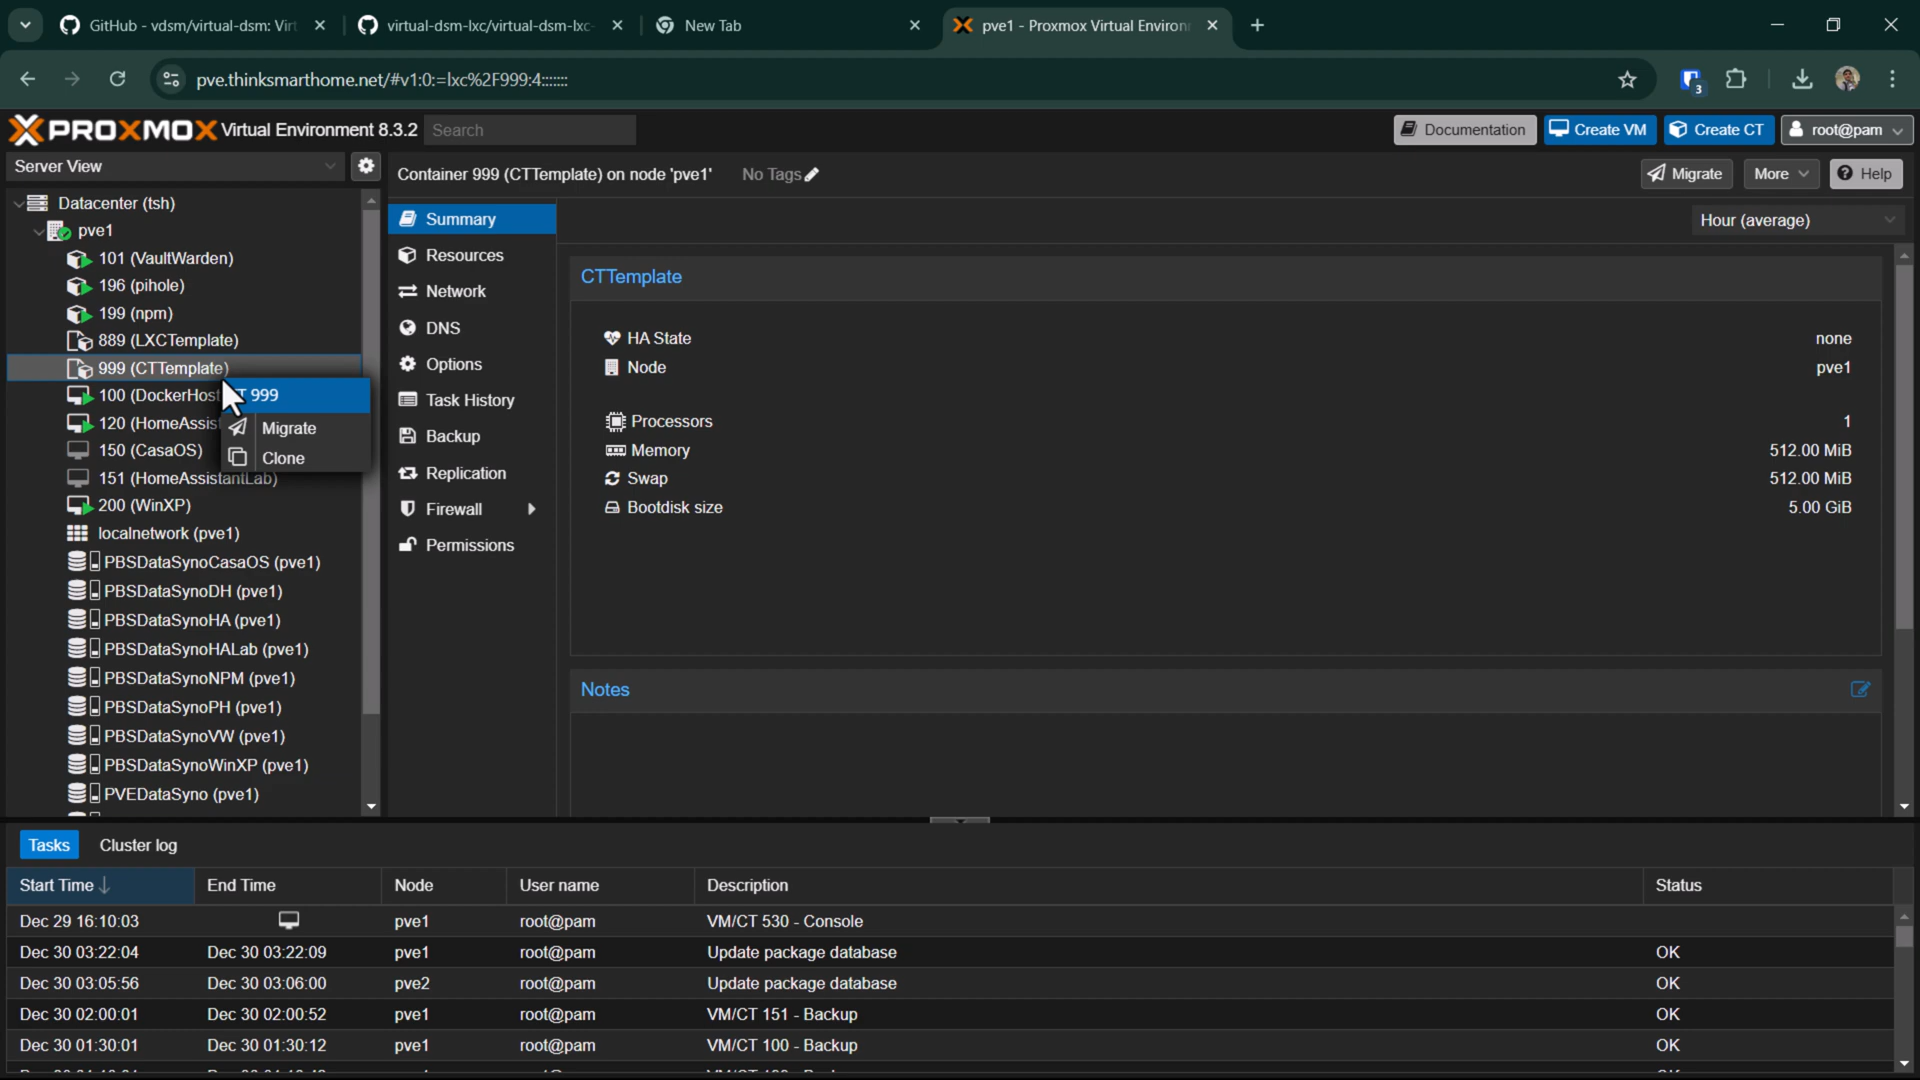 GitHub - vdsm/virtual-dsm: Virt
virtual-dsm-lxc/virtual-dsm-lxc-
New Tab
pve1 - Proxmox Virtual Environ
pve.thinksmarthome.net/#v1:0:=lxc%2F999:4:::::::
3
PROXMOX Virtual Environment 8.3.2
Search
Documentation
Create VM
Create CT
root@pam
Server View
Container 999 (CTTemplate) on node 'pve1'
No Tags
Migrate
More
Help
Datacenter (tsh)
pve1
101 (VaultWarden)
196 (pihole)
199 (npm)
889 (LXCTemplate)
999 (CTTemplate)
100 (DockerHost
120 (HomeAssist
150 (CasaOS)
151 (HomeAssistantLab)
200 (WinXP)
localnetwork (pve1)
PBSDataSynoCasaOS (pve1)
PBSDataSynoDH (pve1)
PBSDataSynoHA (pve1)
PBSDataSynoHALab (pve1)
PBSDataSynoNPM (pve1)
PBSDataSynoPH (pve1)
PBSDataSynoVW (pve1)
PBSDataSynoWinXP (pve1)
PVEDataSyno (pve1)
T 999
Migrate
Clone
Summary
Resources
Network
DNS
Options
Task History
Backup
Replication
Firewall
Permissions
Hour (average)
CTTemplate
HA State none
Node pve1
Processors 1
Memory 512.00 MiB
Swap 512.00 MiB
Bootdisk size 5.00 GiB
Notes
Tasks
Cluster log
Start Time End Time Node User name Description Status
Dec 29 16:10:03 pve1 root@pam VM/CT 530 - Console
Dec 30 03:22:04 Dec 30 03:22:09 pve1 root@pam Update package database OK
Dec 30 03:05:56 Dec 30 03:06:00 pve2 root@pam Update package database OK
Dec 30 02:00:01 Dec 30 02:00:52 pve1 root@pam VM/CT 151 - Backup OK
Dec 30 01:30:01 Dec 30 01:30:12 pve1 root@pam VM/CT 100 - Backup OK